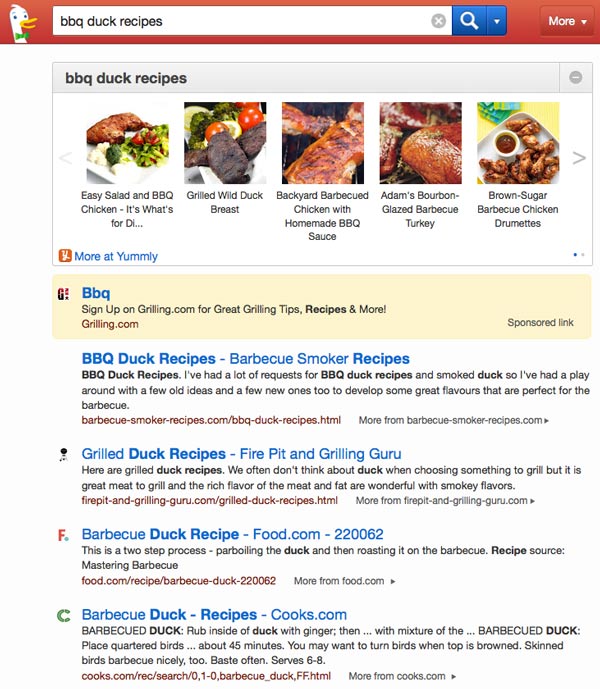 bbq duck recipes
More
bbq duck recipes
Easy Salad and BBQ
Chicken - It's What's
for Di...
Grilled Wild Duck
Breast
Backyard Barbecued
Chicken with
Homemade BBQ
Sauce
Adam's Bourbon-
Glazed Barbecue
Turkey
Brown-Sugar
Barbecue Chicken
Drumettes
More at Yummly
Bbq
Sign Up on Grilling.com for Great Grilling Tips, Recipes & More!
Grilling.com
Sponsored link
BBQ Duck Recipes - Barbecue Smoker Recipes
BBQ Duck Recipes. I've had a lot of requests for BBQ duck recipes and smoked duck so I've had a play
around with a few old ideas and a few new ones too to develop some great flavours that are perfect for the
barbecue.
barbecue-smoker-recipes.com/bbq-duck-recipes.html More from barbecue-smoker-recipes.com
Grilled Duck Recipes - Fire Pit and Grilling Guru
Here are grilled duck recipes. We often don't think about duck when choosing something to grill but it is
great meat to grill and the rich flavor of the meat and fat are wonderful with smokey flavors.
firepit-and-grilling-guru.com/grilled-duck-recipes.html More from firepit-and-grilling-guru.com
Barbecue Duck Recipe - Food.com - 220062
This is a two step process - parboiling the duck and then roasting it on the barbecue. Recipe source:
Mastering Barbecue
food.com/recipe/barbecue-duck-220062 More from food.com
Barbecue Duck - Recipes - Cooks.com
BARBECUED DUCK: Rub inside of duck with ginger; then ... with mixture of the ... BARBECUED DUCK:
Place quartered birds ... about 45 minutes. You may want to turn birds when top is browned. Skinned
birds barbecue nicely, too. Baste often. Serves 6-8.
cooks.com/rec/search/0,1-0,barbecue_duck,FF.html More from cooks.com